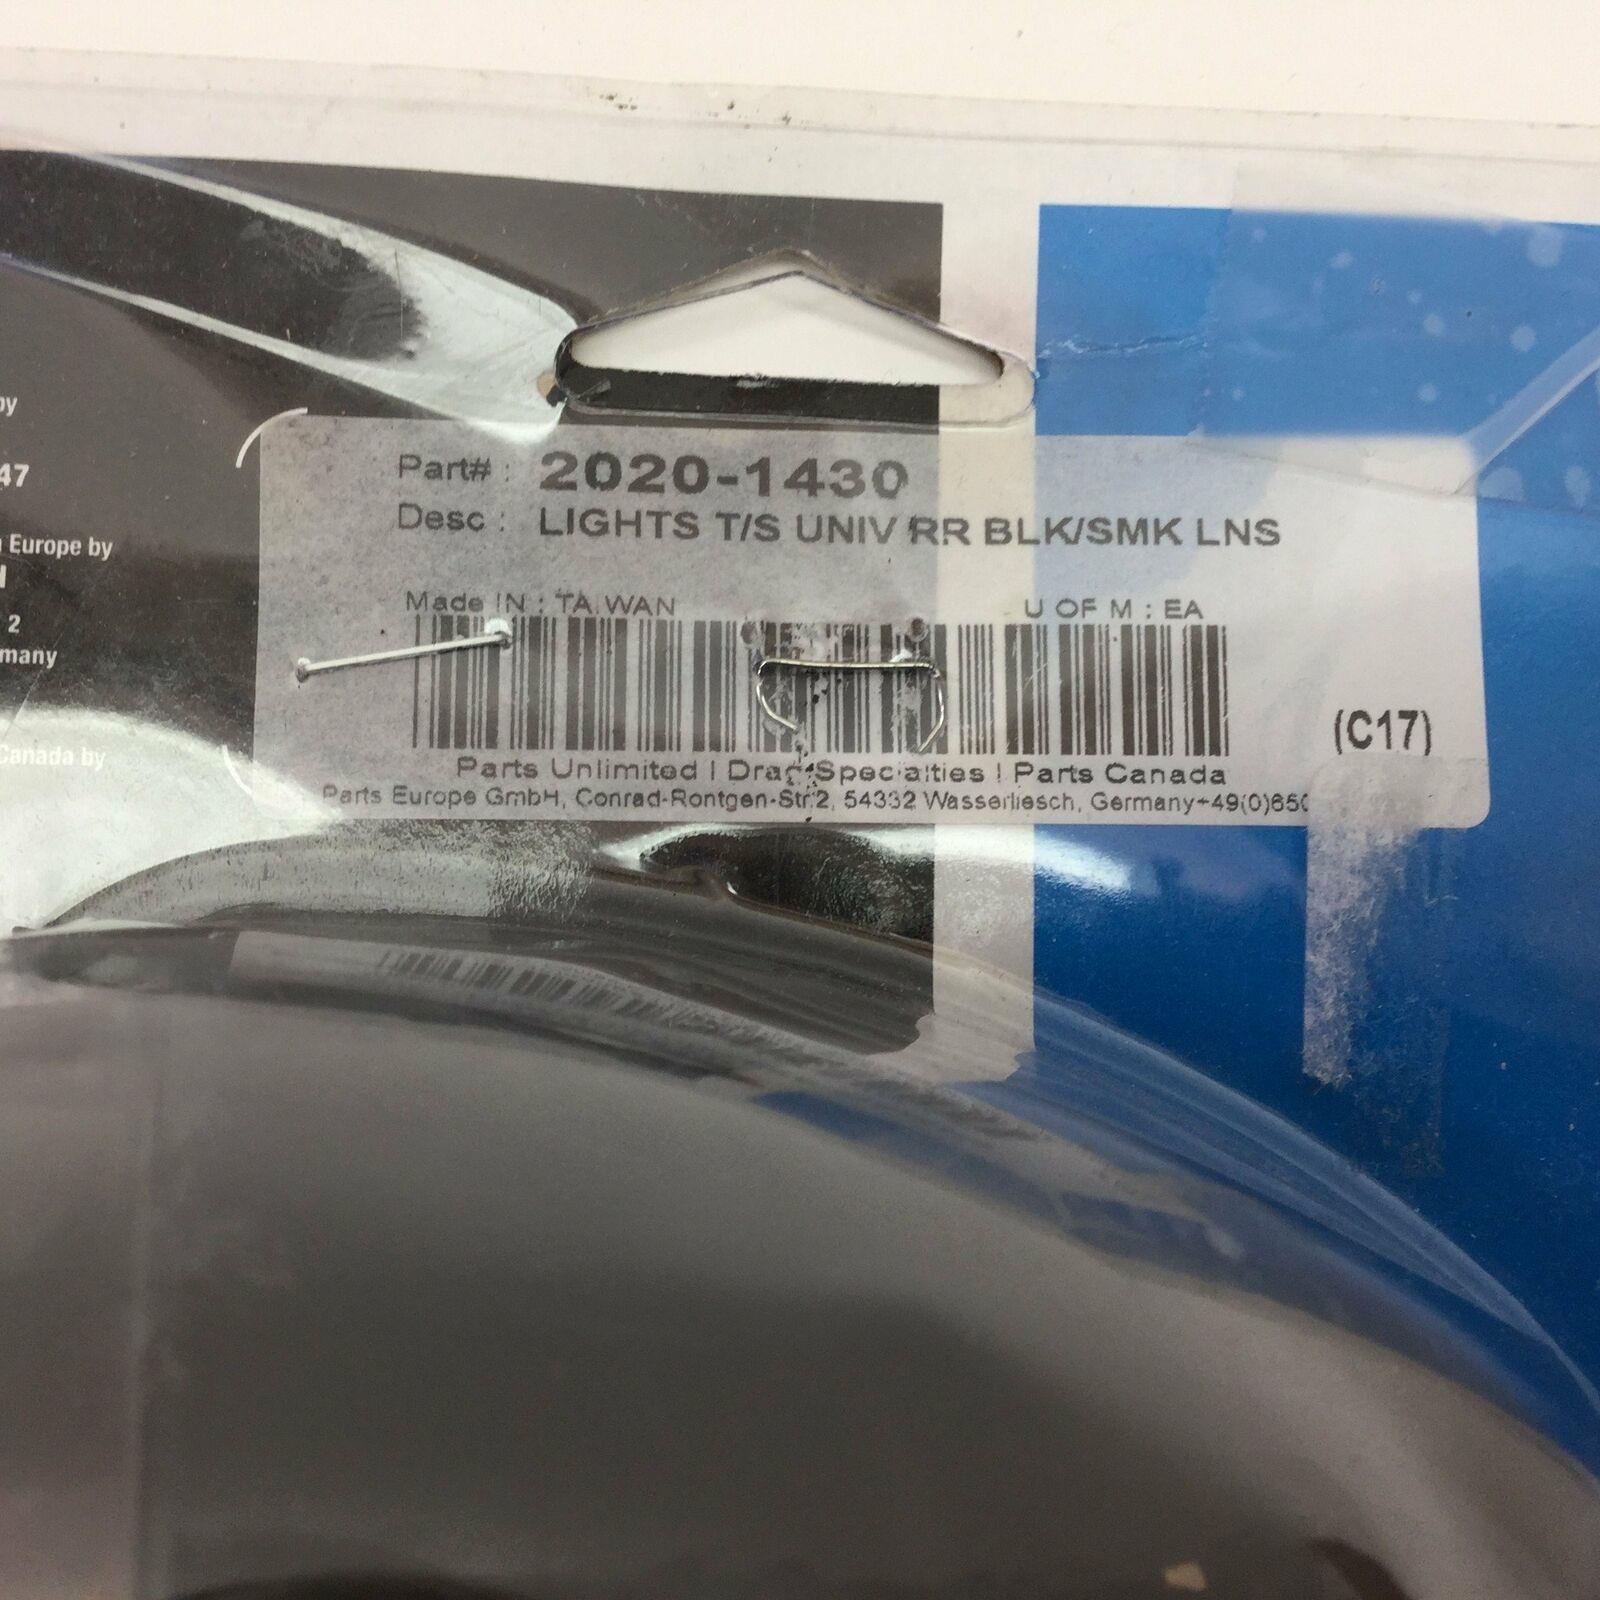 by
47
Europe by
2
many
Canada by
Part# : 2020-1430
Desc : LIGHTS T/S UNIV RR BLK/SMK LNS
Made IN : TAIWAN
U OF M : EA
(C17)
Parts Unlimited | Drag Specialties | Parts Canada
Parts Europe GmbH, Conrad-Rontgen-Str.2, 54332 Wasserliesch, Germany+49(0)650